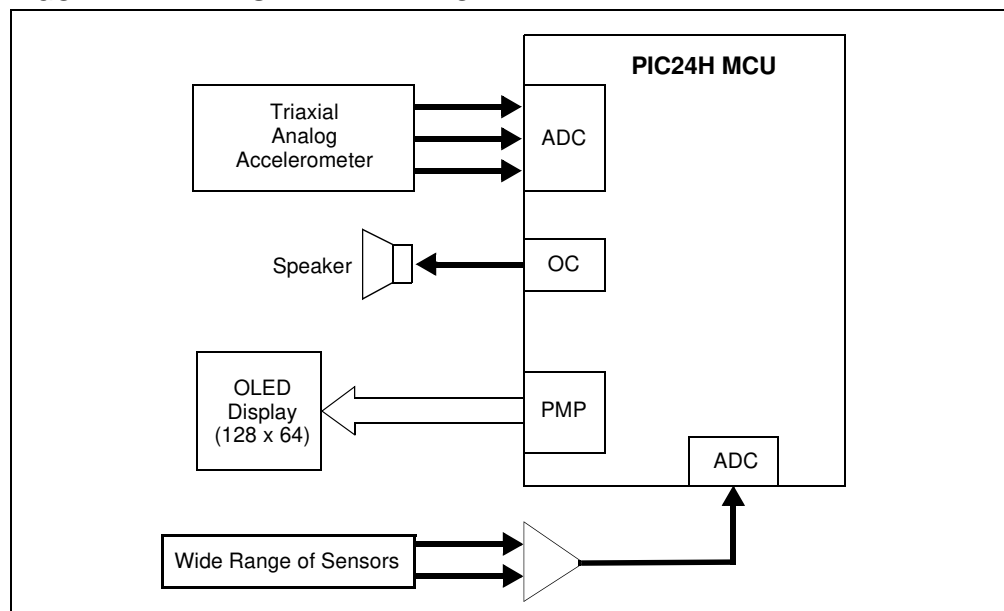 PIC24H MCU
Triaxial
Analog
Accelerometer
ADC
Speaker
OC
OLED
Display
(128 x 64)
PMP
ADC
Wide Range of Sensors